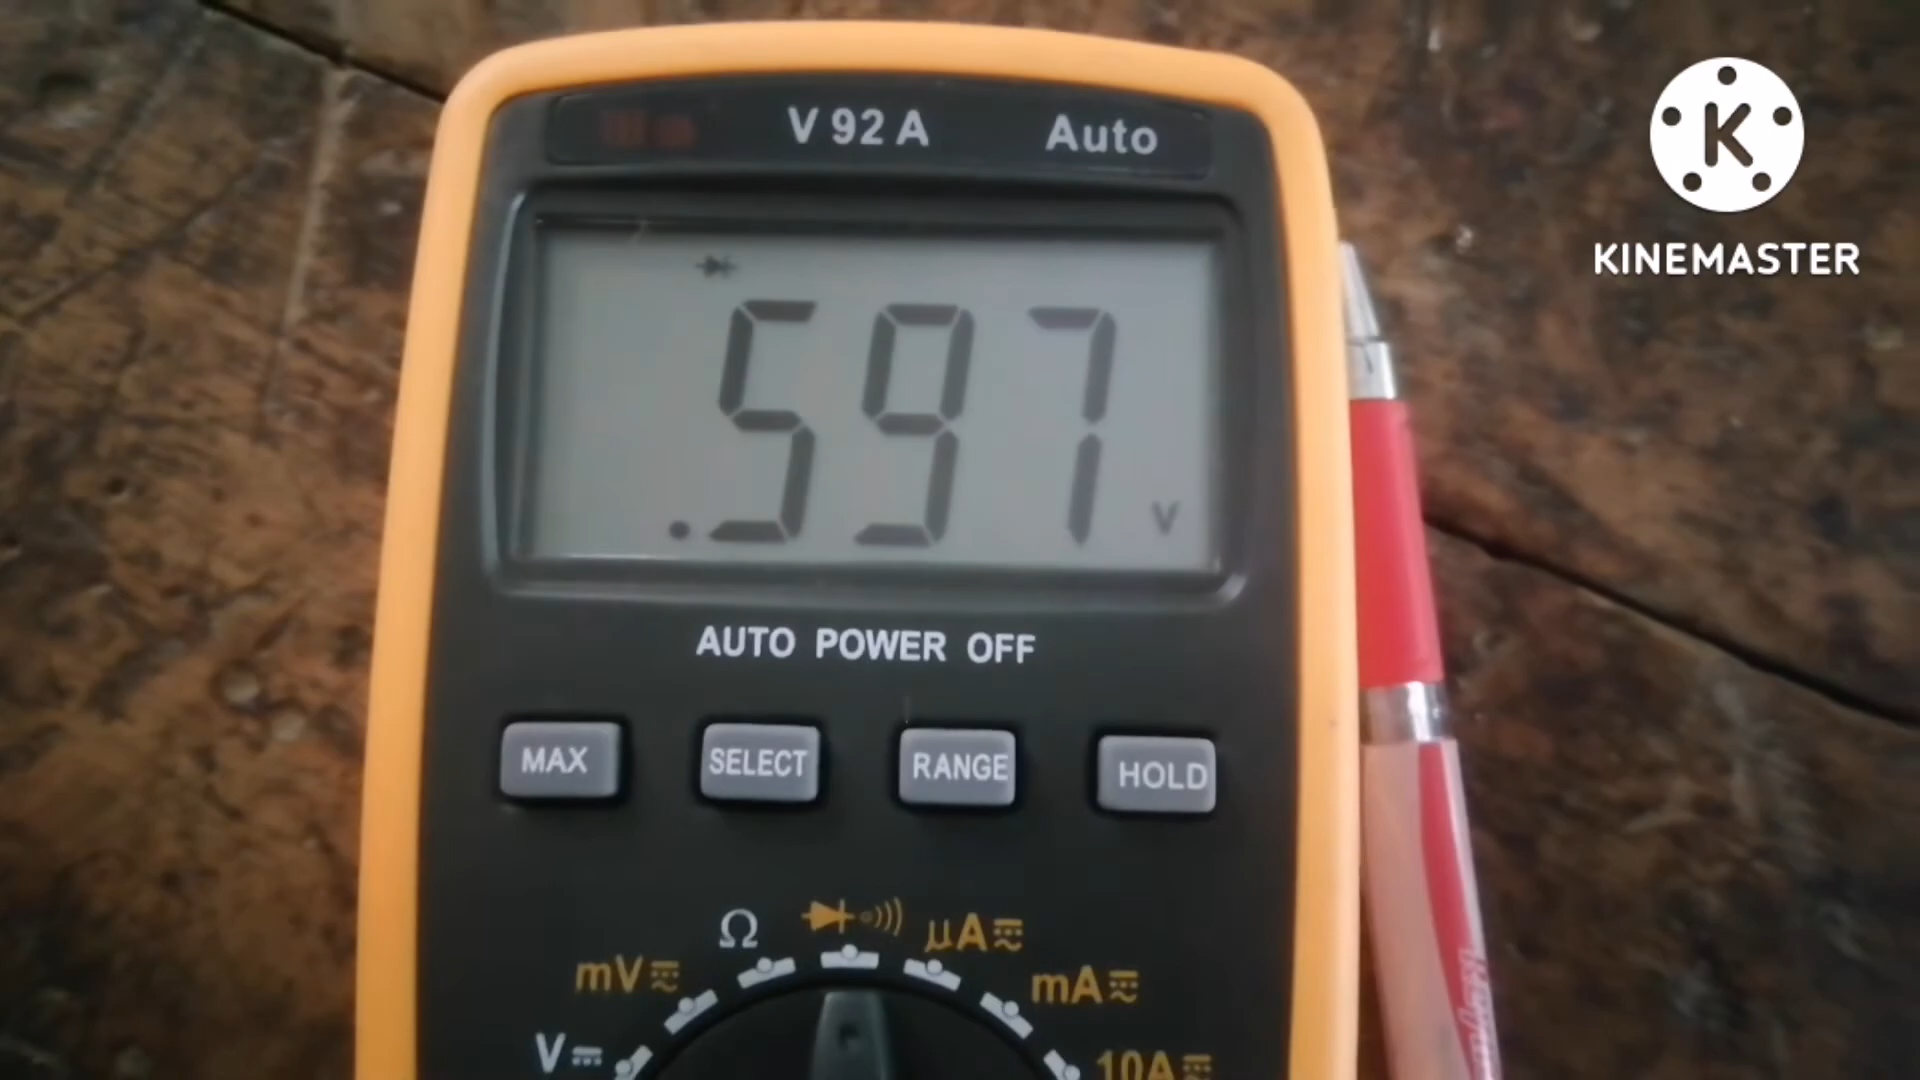 V 92 A Auto
K
KINEMASTER
.597 V
AUTO POWER OFF
MAX SELECT RANGE HOLD
Ω
µA
mV
mA
V
10A